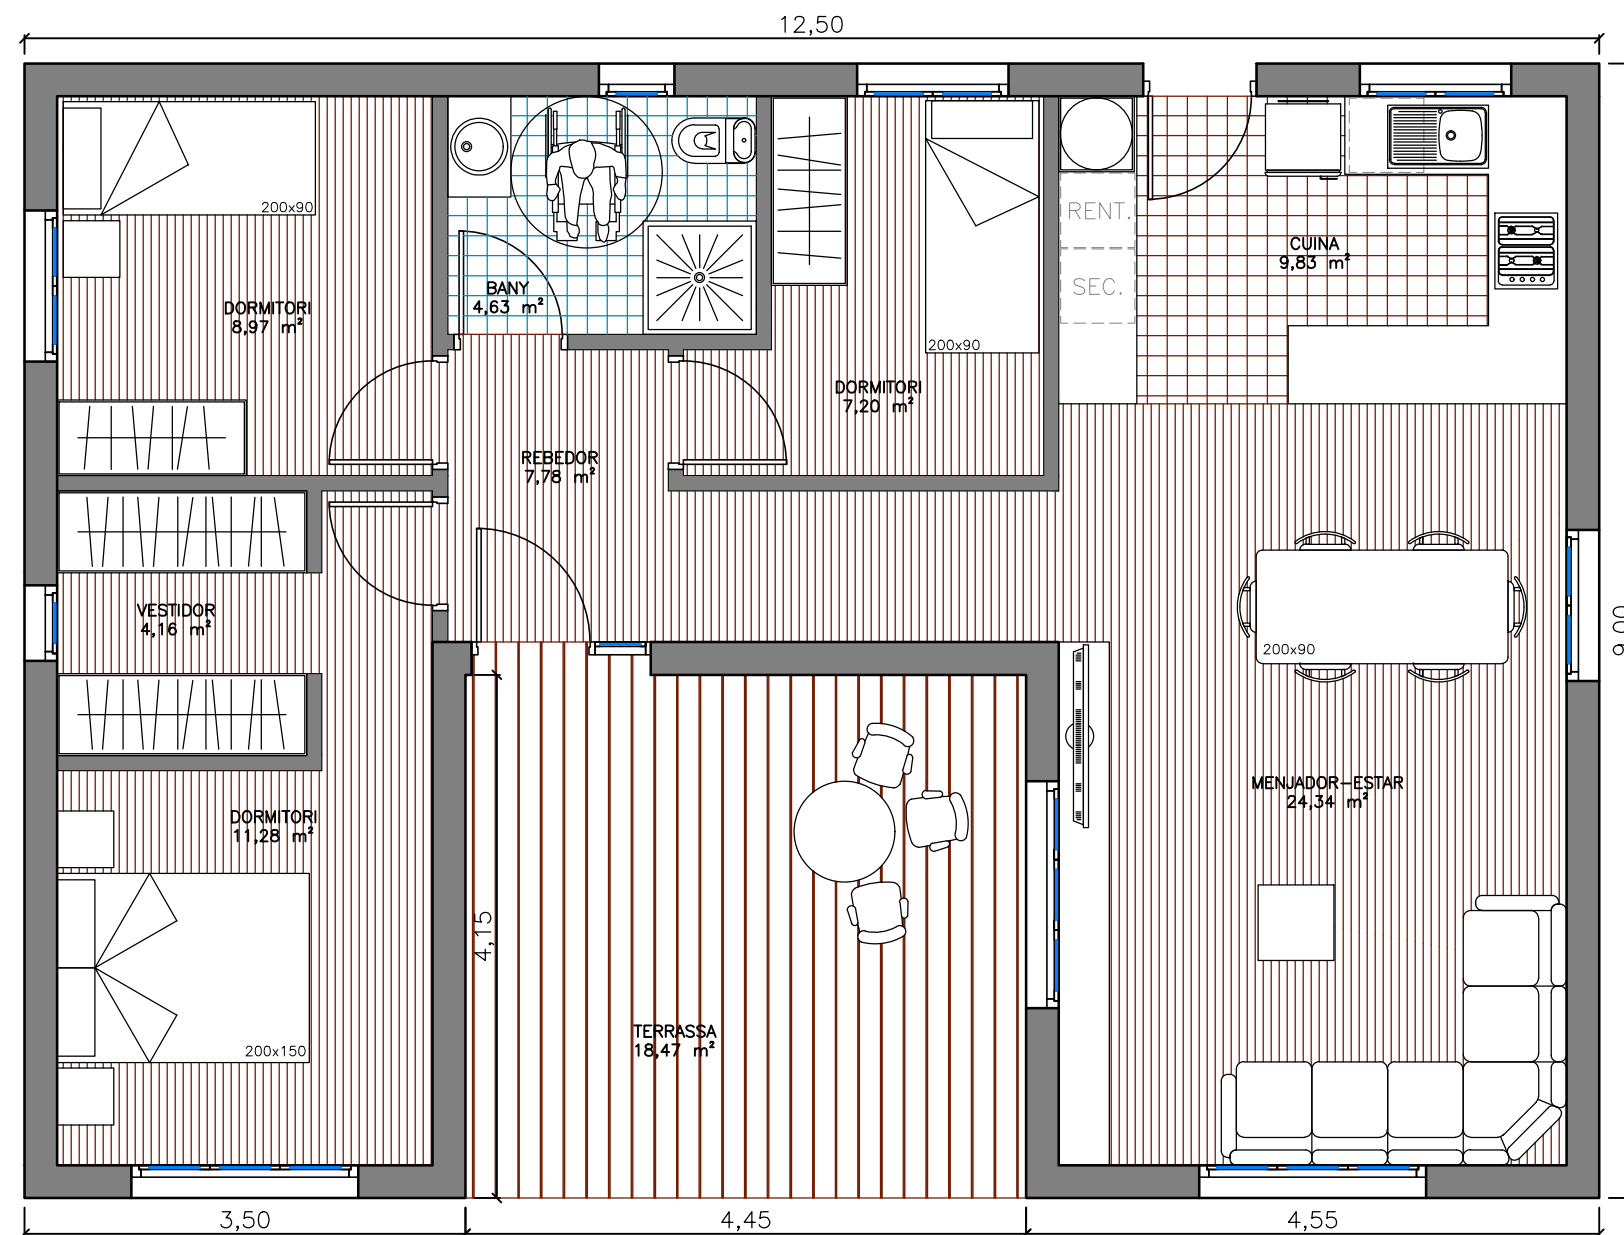 12,50
200x90
RENT.
CUINA
9,83 m²
SEC.
BANY
4,63 m²
DORMITORI
8,97 m²
200x90
DORMITORI
7,20 m²
REBEDOR
7,78 m²
VESTIDOR
4,16 m²
200x90
9,00
MENJADOR-ESTAR
24,34 m²
DORMITORI
11,28 m²
4,15
TERRASSA
18,47 m²
200x150
3,50
4,45
4,55